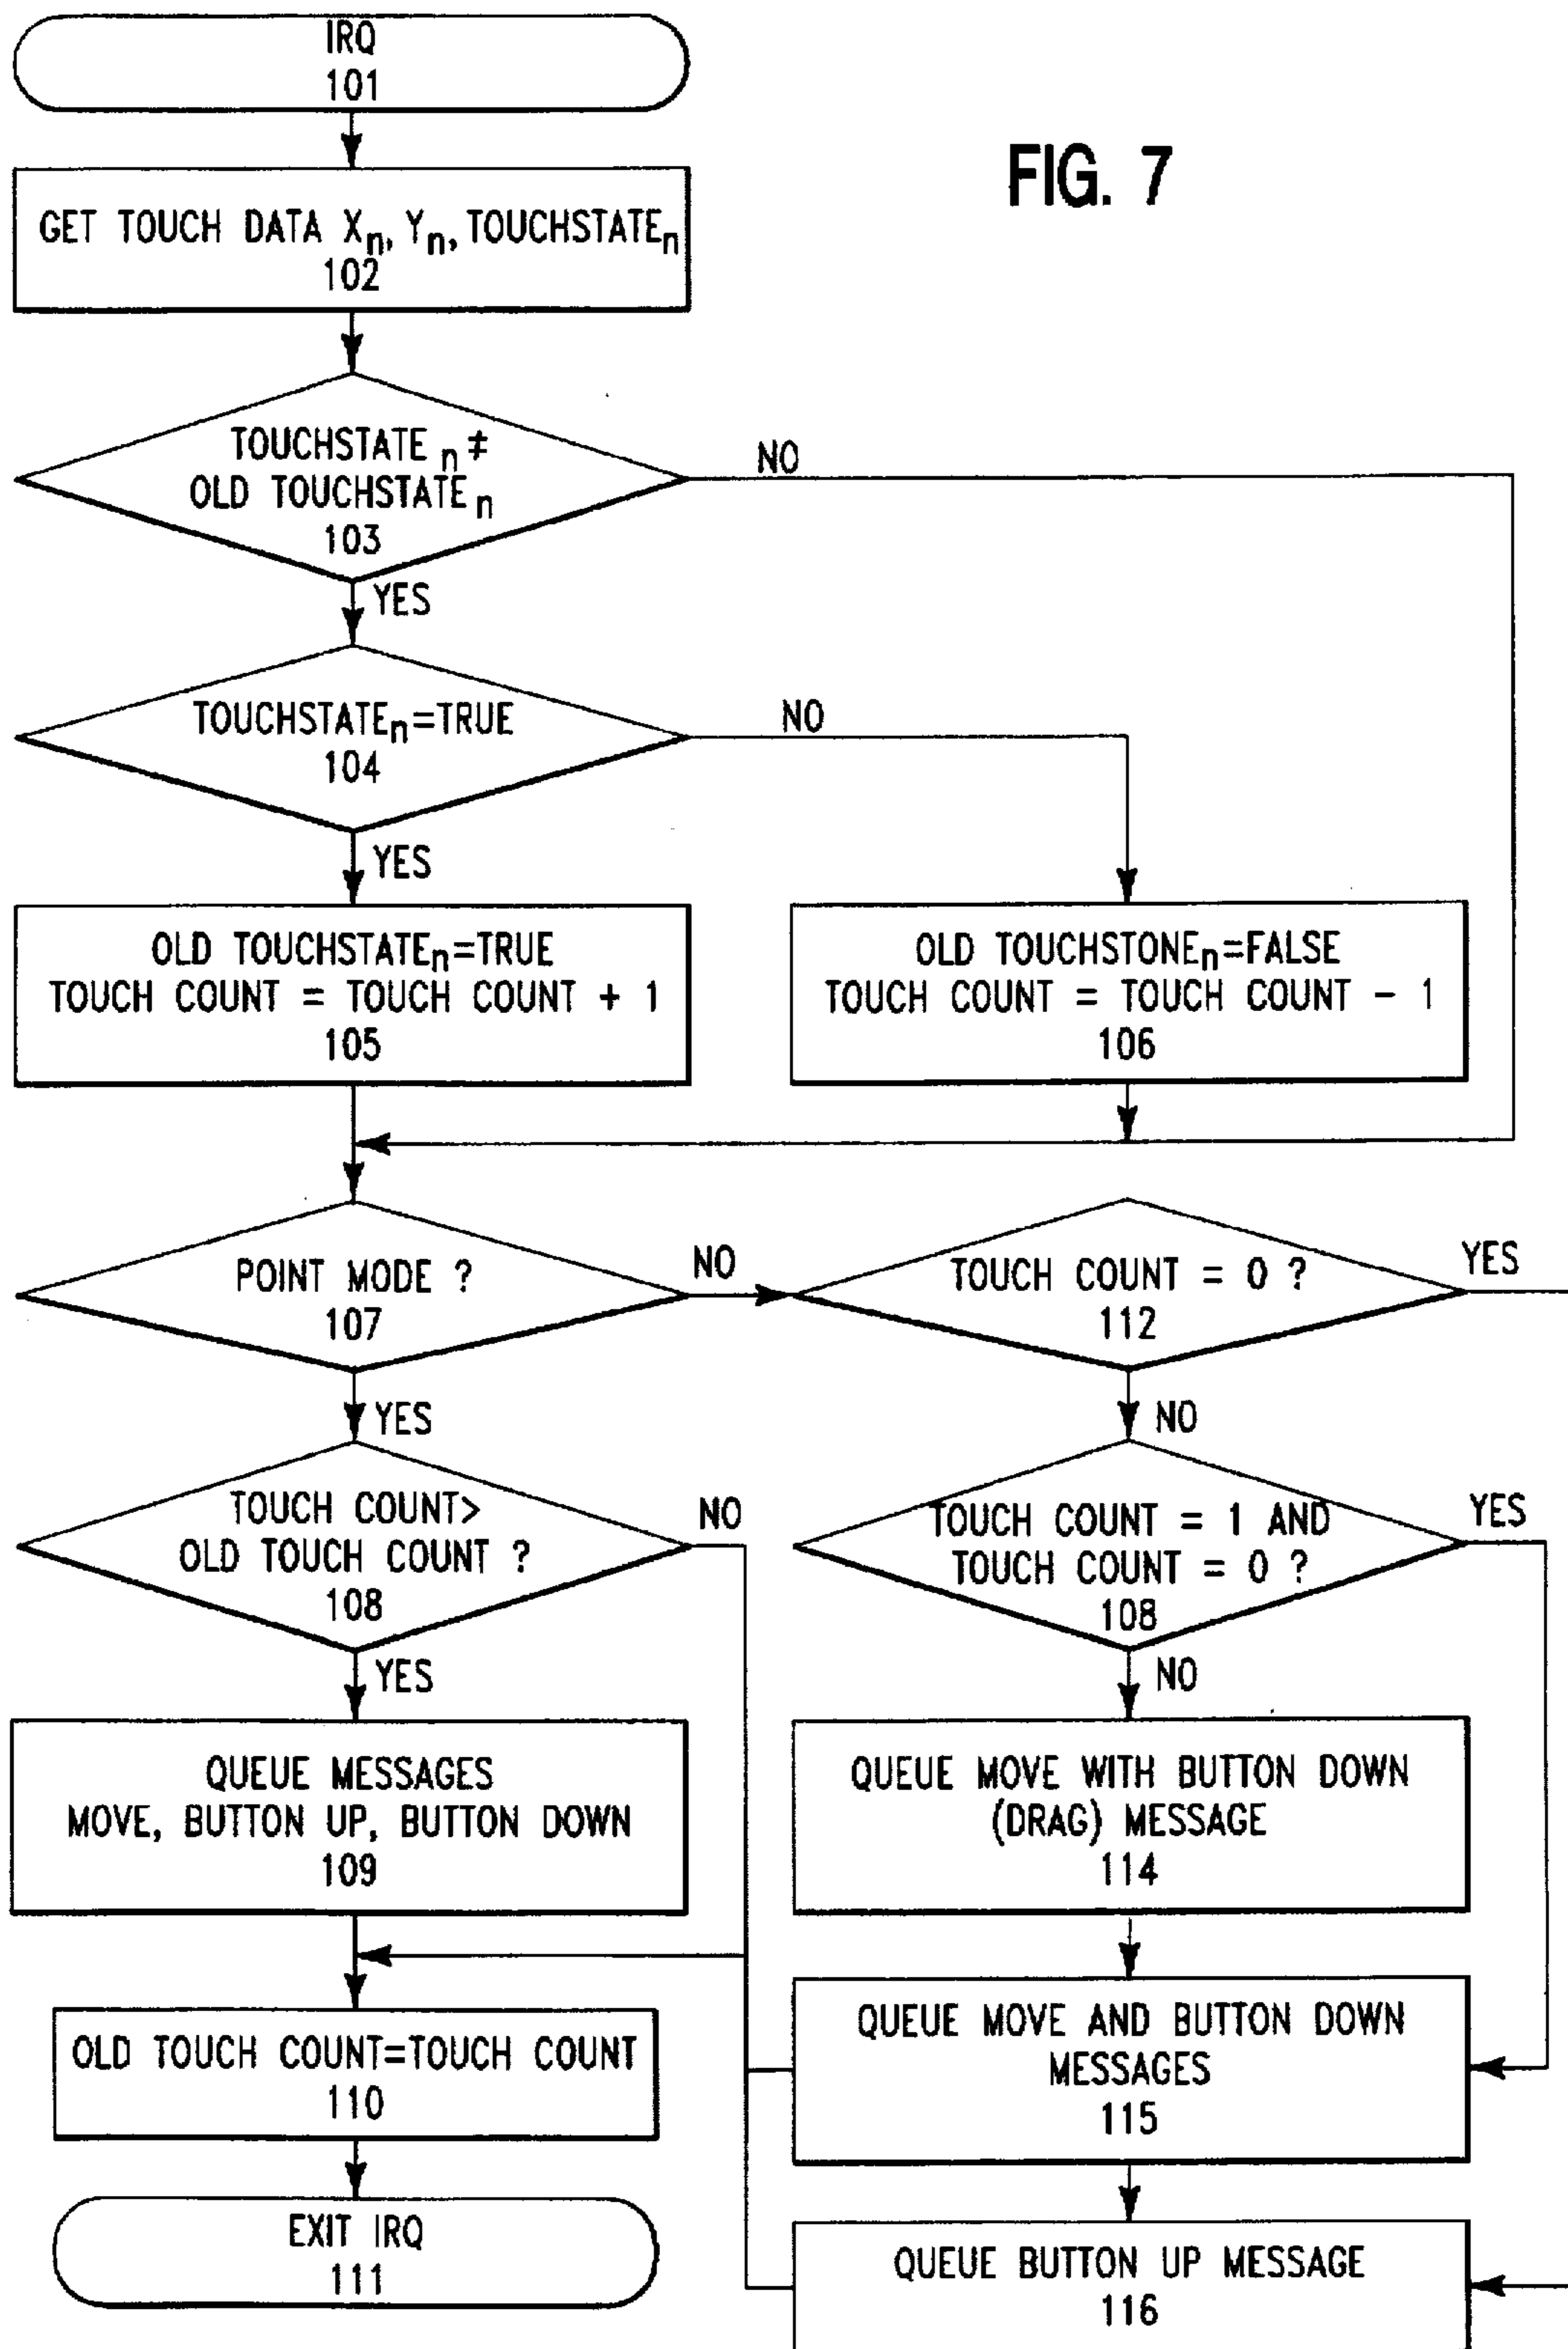 IRQ
101
FIG. 7
GET TOUCH DATA Xn, Yn, TOUCHSTATEn
102
TOUCHSTATE n ≠
OLD TOUCHSTATE n
103
NO
YES
TOUCHSTATEn=TRUE
104
NO
YES
OLD TOUCHSTATEn=TRUE
TOUCH COUNT = TOUCH COUNT + 1
105
OLD TOUCHSTONEn=FALSE
TOUCH COUNT = TOUCH COUNT - 1
106
POINT MODE ?
107
NO
YES
TOUCH COUNT = 0 ?
112
YES
NO
TOUCH COUNT>
OLD TOUCH COUNT ?
108
NO
YES
TOUCH COUNT = 1 AND
TOUCH COUNT = 0 ?
108
YES
NO
QUEUE MESSAGES
MOVE, BUTTON UP, BUTTON DOWN
109
QUEUE MOVE WITH BUTTON DOWN
(DRAG) MESSAGE
114
OLD TOUCH COUNT=TOUCH COUNT
110
QUEUE MOVE AND BUTTON DOWN
MESSAGES
115
EXIT IRQ
111
QUEUE BUTTON UP MESSAGE
116